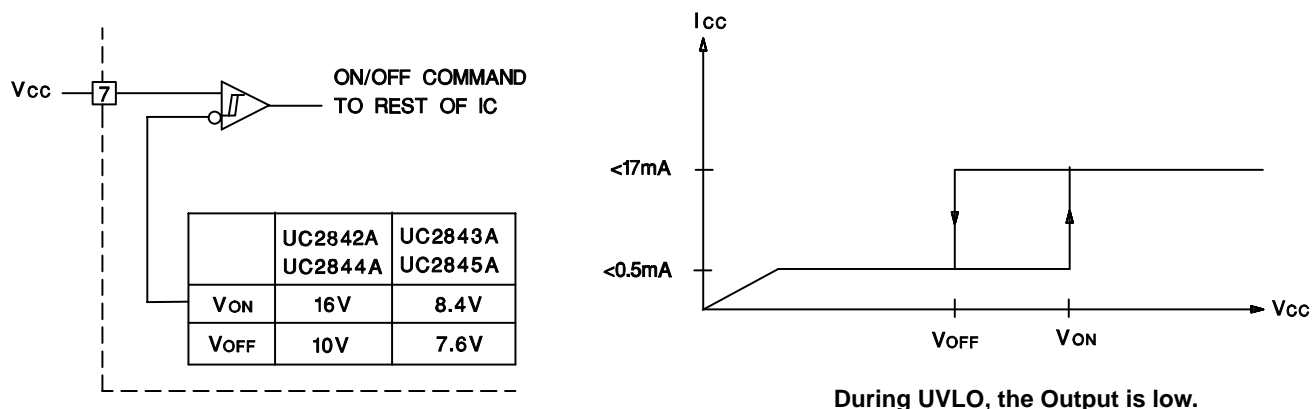 Vcc
7
ON/OFF COMMAND
TO REST OF IC
UC2842A UC2843A
UC2844A UC2845A
VON 16V 8.4V
VOFF 10V 7.6V
Icc
<17mA
<0.5mA
VOFF VON
Vcc
During UVLO, the Output is low.